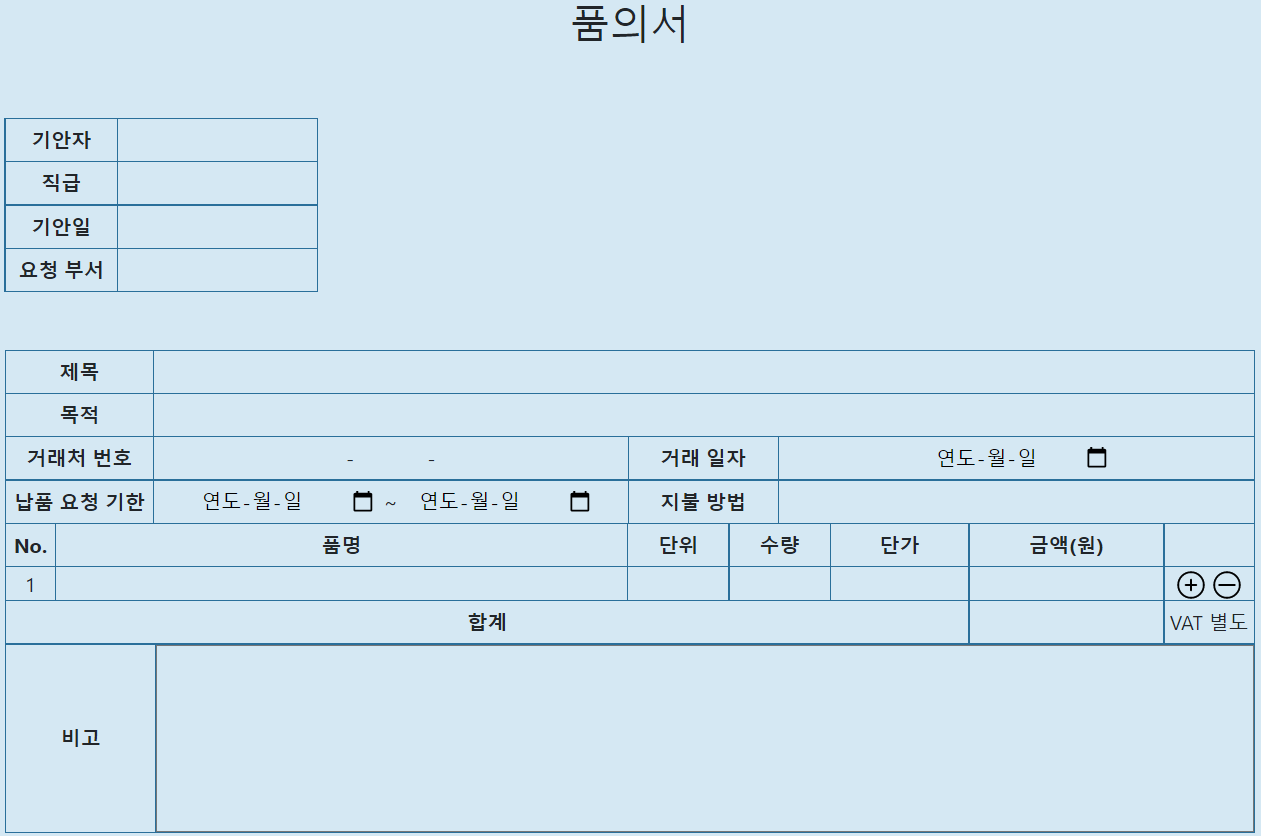 품의서
기안자
직급
기안일
요청 부서
제목
목적
거래처 번호 - - 거래 일자 연도-월-일
납품 요청 기한 연도-월-일 ~ 연도-월-일 지불 방법
No. 품명 단위 수량 단가 금액(원)
1
합계 VAT 별도
비고